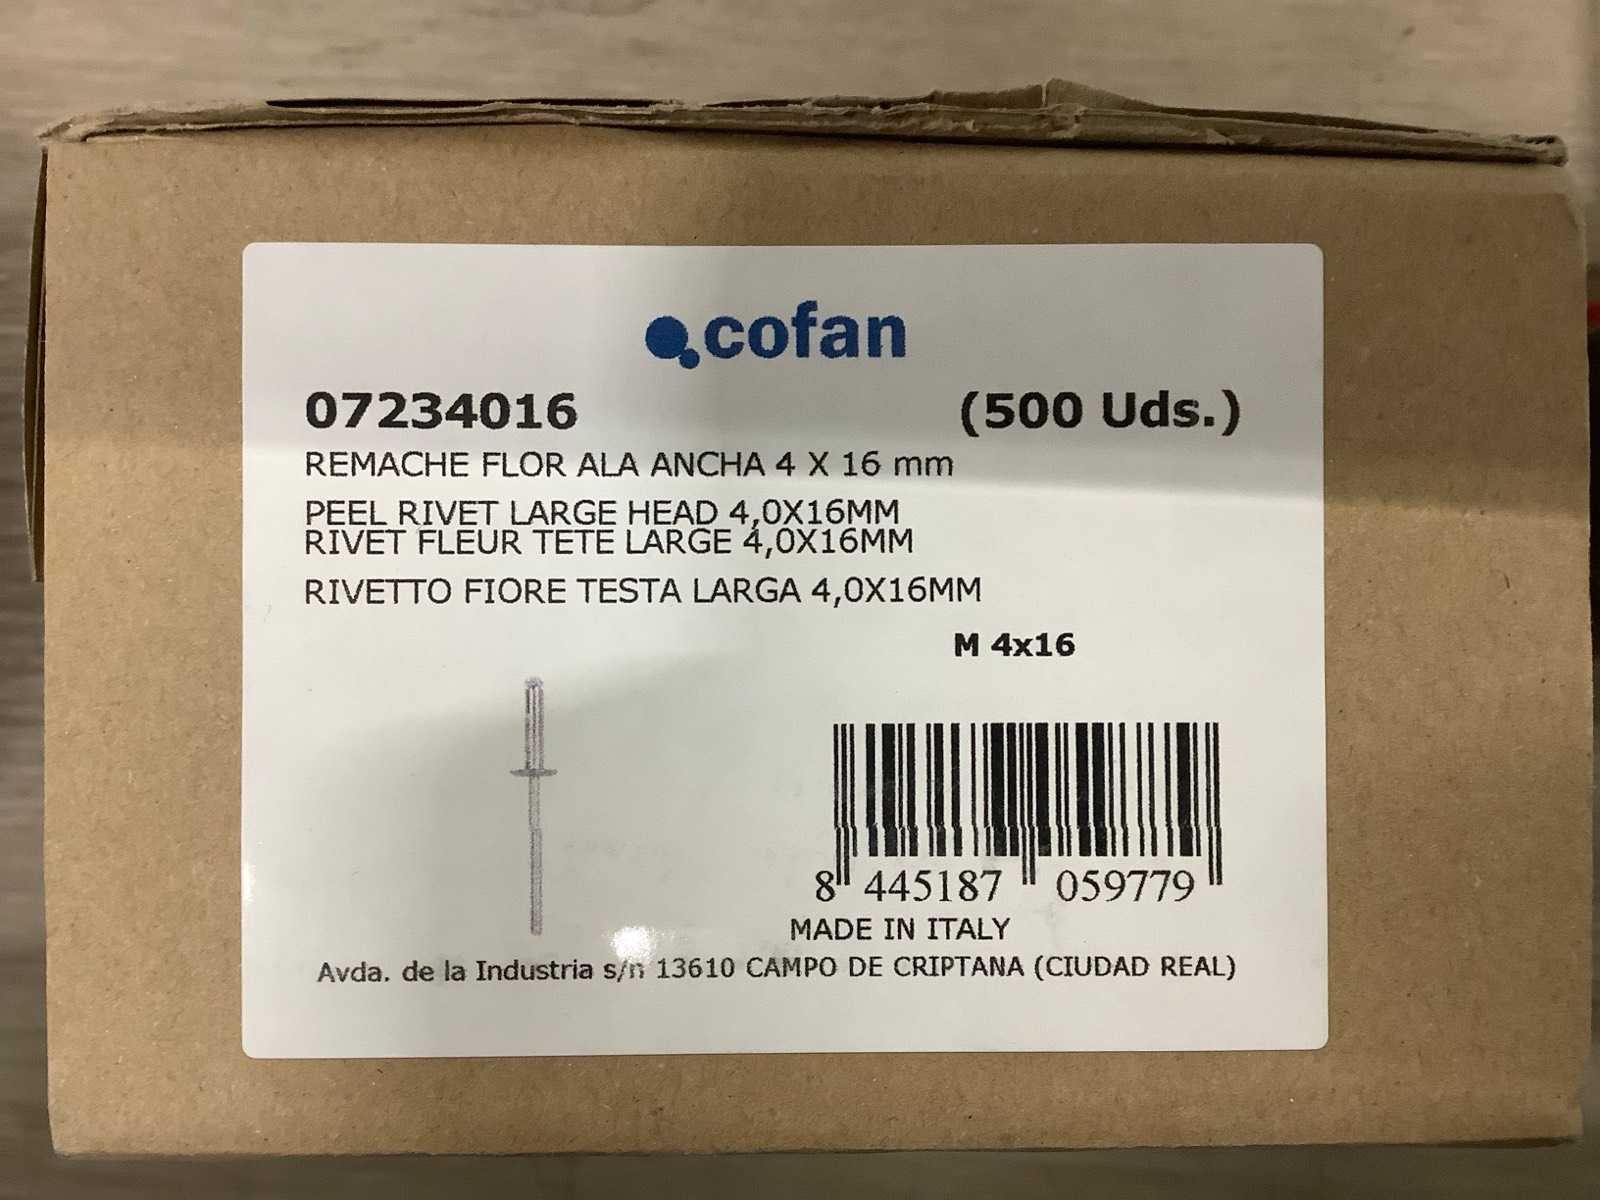 cofan
07234016 (500 Uds.)
REMACHE FLOR ALA ANCHA 4 X 16 mm
PEEL RIVET LARGE HEAD 4,0X16MM
RIVET FLEUR TETE LARGE 4,0X16MM
RIVETTO FIORE TESTA LARGA 4,0X16MM
M 4x16
8 445187 059779
MADE IN ITALY
Avda. de la Industria s/n 13610 CAMPO DE CRIPTANA (CIUDAD REAL)